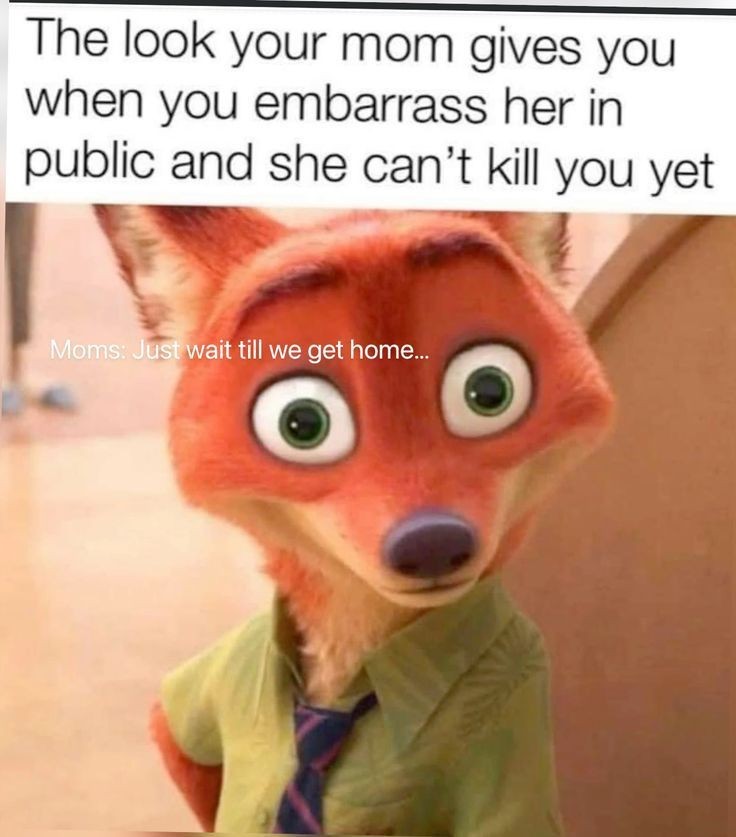 The look your mom gives you
when you embarrass her in
public and she can't kill you yet
Moms: Just wait till we get home...